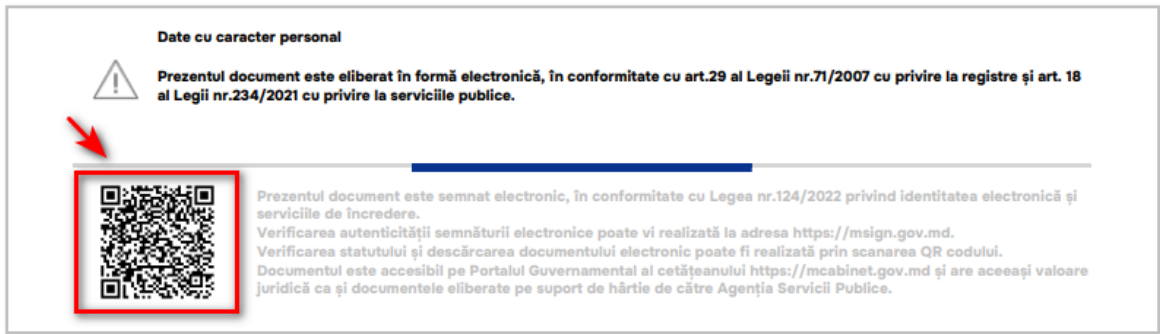 Date cu caracter personal
Prezentul document este eliberat în formă electronică, în conformitate cu art.29 al Legeii nr.71/2007 cu privire la registre și art. 18
al Legii nr.234/2021 cu privire la serviciile publice.
Prezentul document este semnat electronic, în conformitate cu Legea nr.124/2022 privind identitatea electronică și
serviciile de încredere.
Verificarea autenticității semnăturii electronice poate vi realizată la adresa https://msign.gov.md.
Verificarea statutului și descărcarea documentului electronic poate fi realizată prin scanarea QR codului.
Documentul este accesibil pe Portalul Guvernamental al cetățeanului https://mcabinet.gov.md și are aceeași valoare
juridică ca și documentele eliberate pe suport de hârtie de către Agenția Servicii Publice.